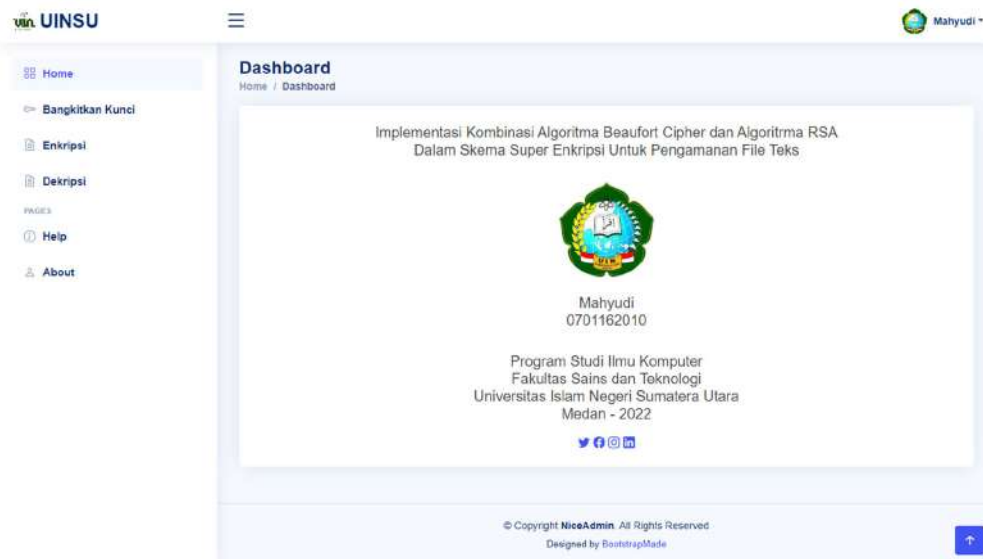 uin UINSU
Mahyudi
Home
Bangkitkan Kunci
Enkripsi
Dekripsi
PAGES
Help
About
Dashboard
Home / Dashboard
Implementasi Kombinasi Algoritma Beaufort Cipher dan Algoritrma RSA
Dalam Skema Super Enkripsi Untuk Pengamanan File Teks
Mahyudi
0701162010
Program Studi Ilmu Komputer
Fakultas Sains dan Teknologi
Universitas Islam Negeri Sumatera Utara
Medan - 2022
© Copyright NiceAdmin. All Rights Reserved
Designed by BootstrapMade